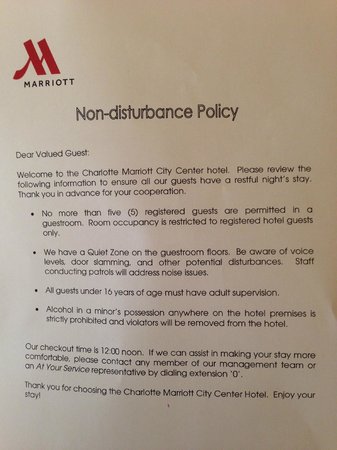 MARRIOTT
Non-disturbance Policy
Dear Valued Guest:
Welcome to the Charlotte Marriott City Center hotel. Please review the
following information to ensure all our guests have a restful night's stay.
Thank you in advance for your cooperation.
• No more than five (5) registered guests are permitted in a
guestroom. Room occupancy is restricted to registered hotel guests
only.
• We have a Quiet Zone on the guestroom floors. Be aware of voice
levels, door slamming, and other potential disturbances. Staff
conducting patrols will address noise issues.
• All guests under 16 years of age must have adult supervision.
• Alcohol in a minor's possession anywhere on the hotel premises is
strictly prohibited and violators will be removed from the hotel.
Our checkout time is 12:00 noon. If we can assist in making your stay more
comfortable, please contact any member of our management team or
an At Your Service representative by dialing extension '0'.
Thank you for choosing the Charlotte Marriott City Center Hotel. Enjoy your
stay!